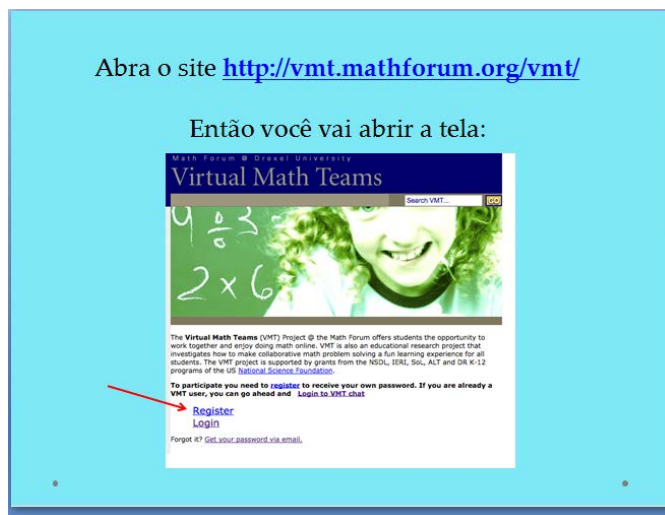 Abra o site http://vmt.mathforum.org/vmt/
Então você vai abrir a tela:
Math Forum @ Drexel University
Virtual Math Teams
Search VMT...
GO
9 ÷ 3
2 × 6
The Virtual Math Teams (VMT) Project @ the Math Forum offers students the opportunity to
work together and enjoy doing math online. VMT is also an educational research project that
investigates how to make collaborative math problem solving a fun learning experience for all
students. The VMT project is supported by grants from the NSDL, IERI, SoL, ALT and DR K-12
programs of the US National Science Foundation.
To participate you need to register to receive your own password. If you are already a
VMT user, you can go ahead and Login to VMT chat
Register
Login
Forgot it? Get your password via email.